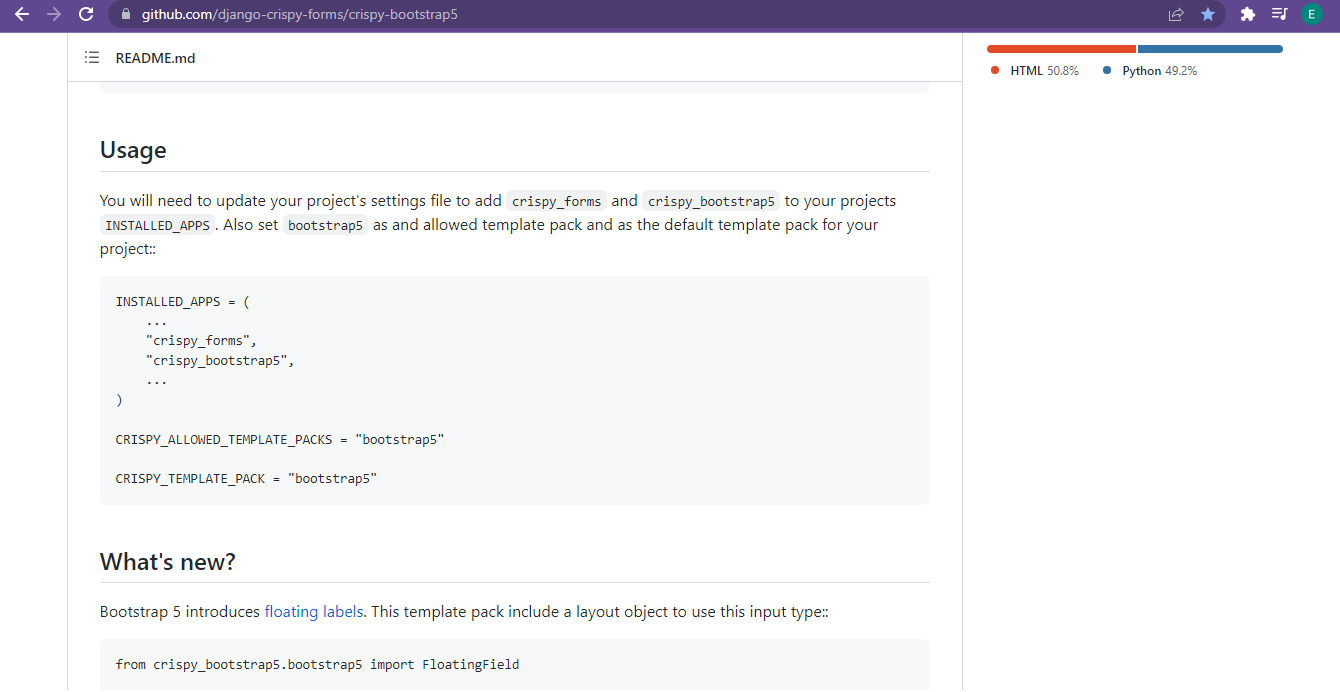 github.com/django-crispy-forms/crispy-bootstrap5
E
README.md
HTML 50.8% Python 49.2%
Usage
You will need to update your project's settings file to add crispy_forms and crispy_bootstrap5 to your projects
INSTALLED_APPS . Also set bootstrap5 as and allowed template pack and as the default template pack for your
project::
INSTALLED_APPS = (
...
"crispy_forms",
"crispy_bootstrap5",
...
)
CRISPY_ALLOWED_TEMPLATE_PACKS = "bootstrap5"
CRISPY_TEMPLATE_PACK = "bootstrap5"
What's new?
Bootstrap 5 introduces floating labels. This template pack include a layout object to use this input type::
from crispy_bootstrap5.bootstrap5 import FloatingField